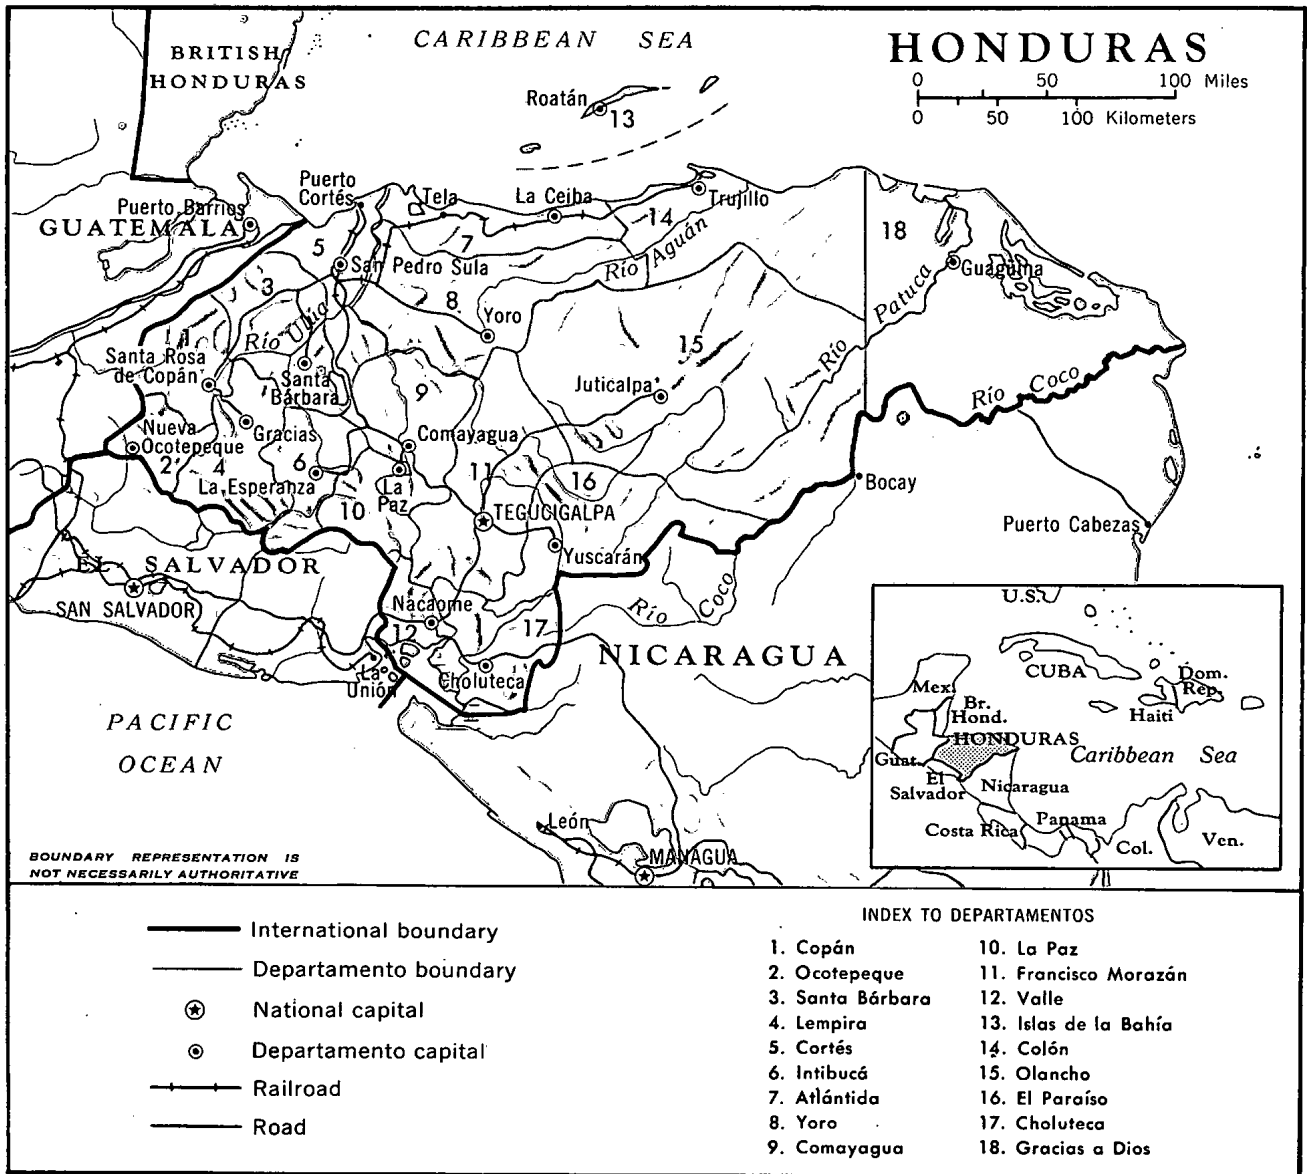 HONDURAS
0 50 100 Miles
0 50 100 Kilometers
CARIBBEAN SEA
BRITISH
HONDURAS
Roatán
13
Puerto
Cortés
Tela
La Ceiba
Trujillo
Puerto Barrios
GUATEMALA
14
18
5
7
San Pedro Sula
Río Aguán
Guagüina
3
8
Patuca
Río
Río Ulúa
Yoro
1
15
Santa Rosa
de Copán
Santa
Bárbara
9
Juticalpa
Río Coco
Nueva
Ocotepeque
Gracias
Comayagua
2
4
6
11
16
La Esperanza
La
Paz
Bocay
10
TEGUCIGALPA
Puerto Cabezas
Yuscarán
EL SALVADOR
SAN SALVADOR
Nacaome
Río Coco
12
17
NICARAGUA
La
Unión
Choluteca
PACIFIC
OCEAN
León
MANAGUA
BOUNDARY REPRESENTATION IS
NOT NECESSARILY AUTHORITATIVE
U.S.
CUBA
Dom.
Rep.
Mex.
Haiti
Br.
Hond.
HONDURAS
Caribbean Sea
Guat.
El
Salvador
Nicaragua
Costa Rica
Panama
Col.
Ven.
International boundary
Departamento boundary
National capital
Departamento capital
Railroad
Road
INDEX TO DEPARTAMENTOS
1. Copán
2. Ocotepeque
3. Santa Bárbara
4. Lempira
5. Cortés
6. Intibucá
7. Atlántida
8. Yoro
9. Comayagua
10. La Paz
11. Francisco Morazán
12. Valle
13. Islas de la Bahía
14. Colón
15. Olancho
16. El Paraíso
17. Choluteca
18. Gracias a Dios